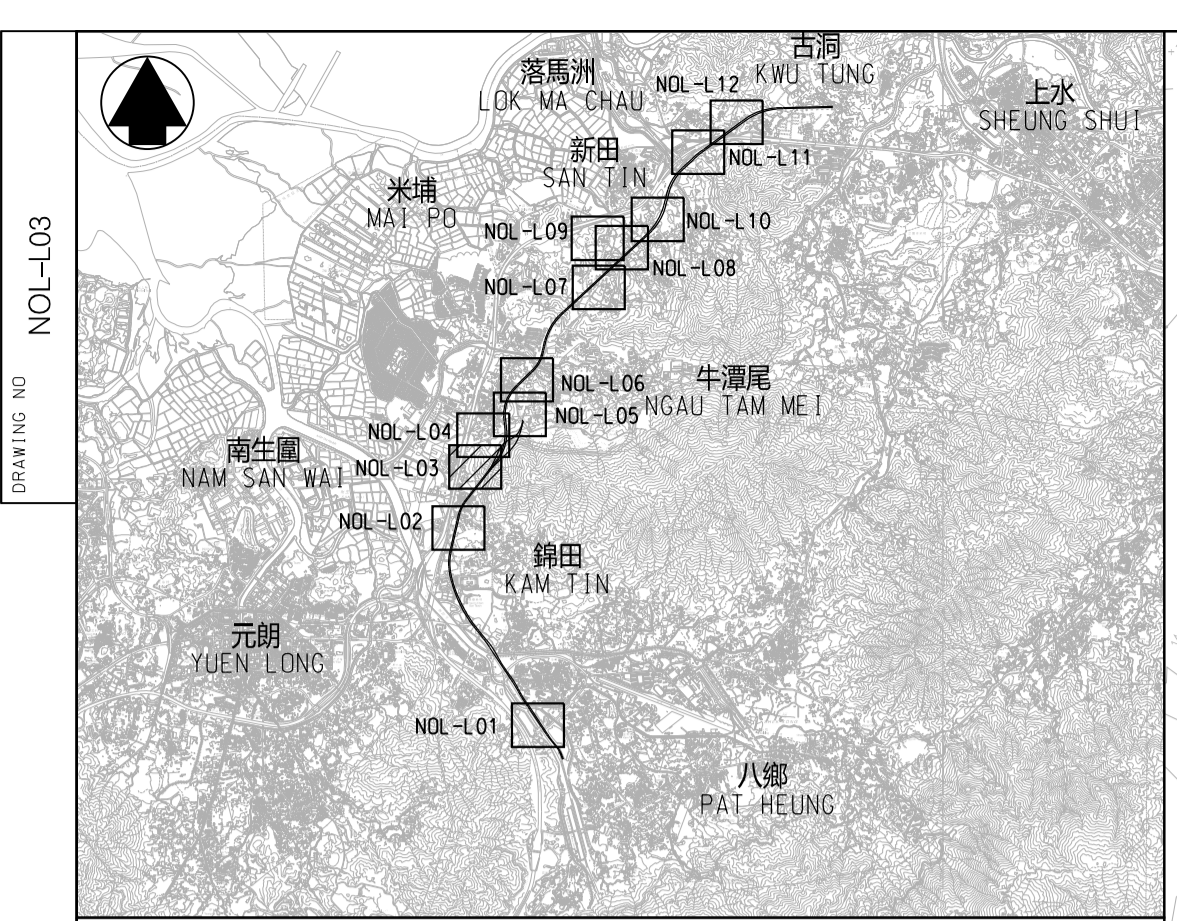 古洞
KWU TUNG
落馬洲
LOK MA CHAU
NOL-L12
上水
SHEUNG SHUI
新田
SAN TIN
NOL-L11
米埔
MAI PO
NOL-L10
NOL-L09
NOL-L08
NOL-L07
NOL-L06
牛潭尾
NGAU TAM MEI
NOL-L05
NOL-L04
南生圍
NAM SAN WAI
NOL-L03
NOL-L02
錦田
KAM TIN
元朗
YUEN LONG
NOL-L01
八鄉
PAT HEUNG
DRAWING NO
NOL-L03